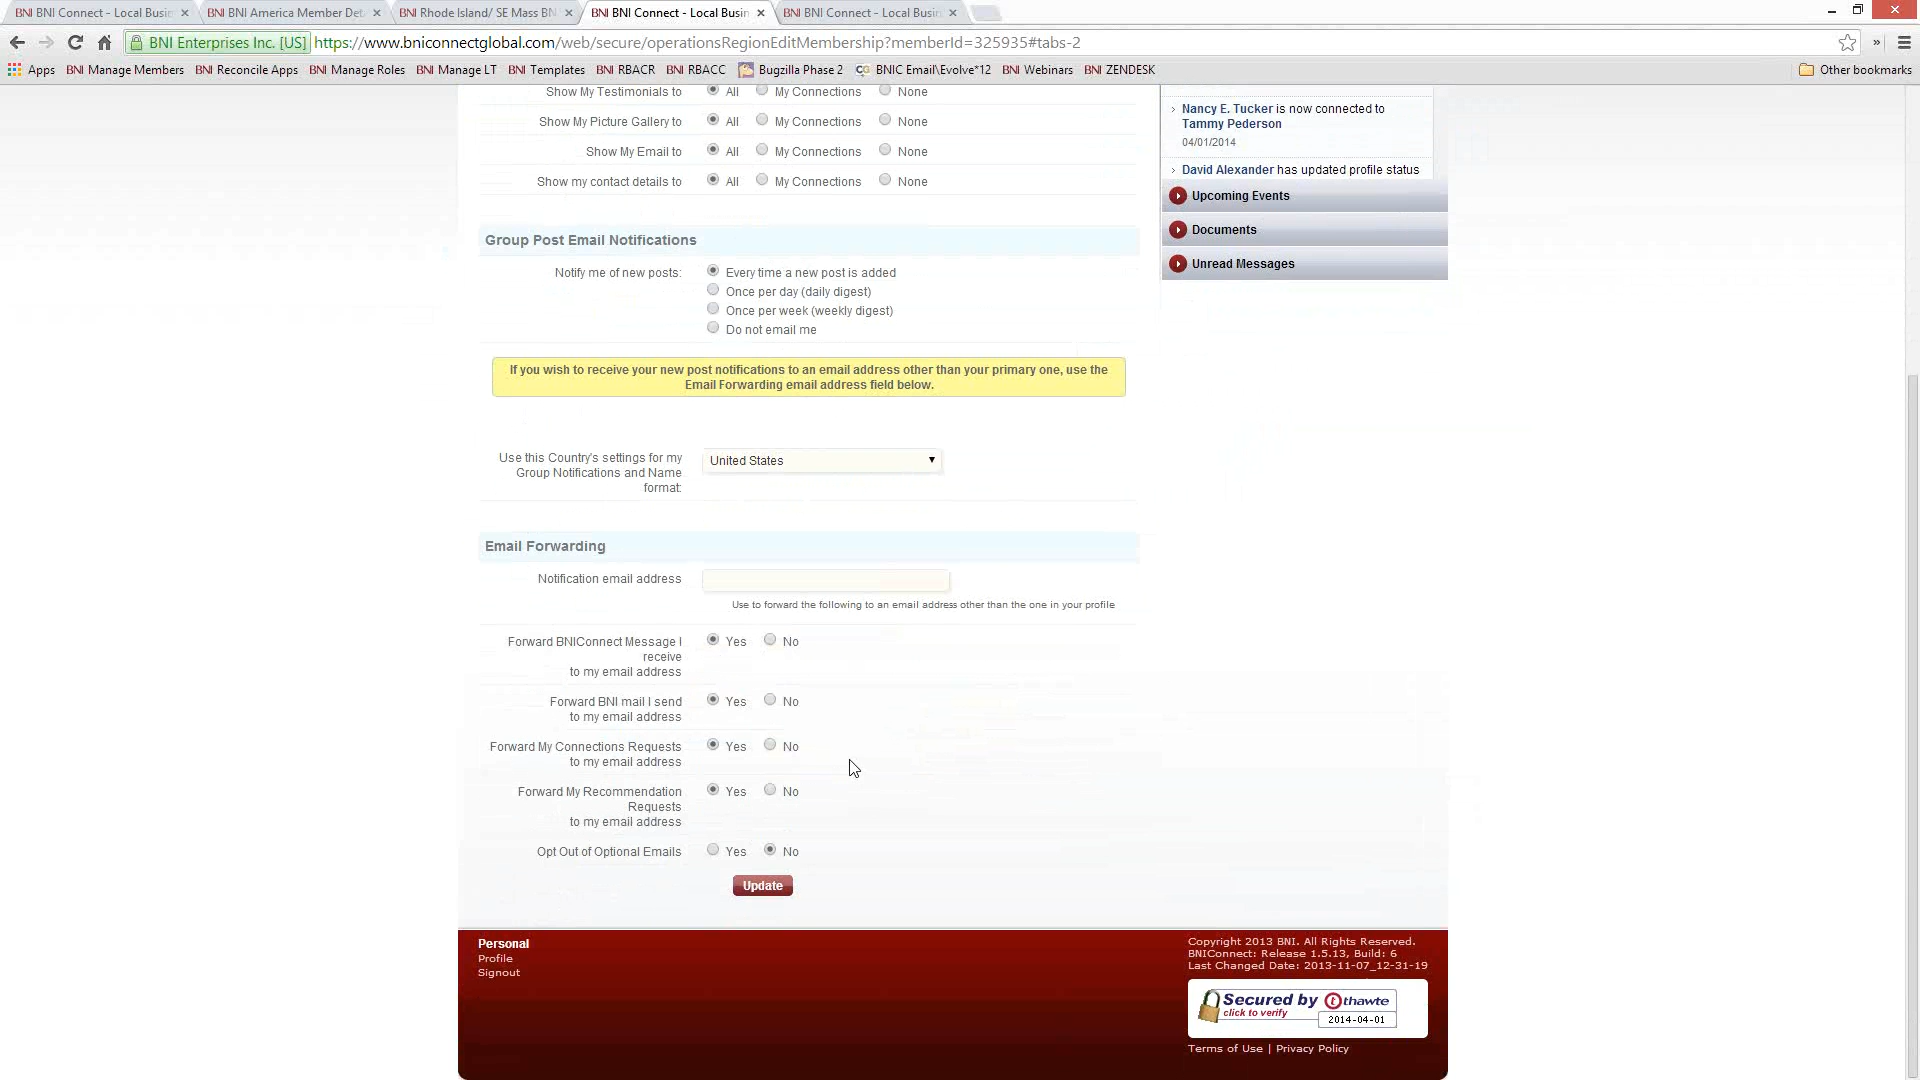 BNI BNI Connect - Local Busin
BNI BNI America Member Det
BNI Rhode Island/ SE Mass BN
BNI BNI Connect - Local Busin
BNI BNI Connect - Local Busin
BNI Enterprises Inc. [US] https://www.bniconnectglobal.com/web/secure/operationsRegionEditMembership?memberId=325935#tabs-2
Apps BNI Manage Members BNI Reconcile Apps BNI Manage Roles BNI Manage LT BNI Templates BNI RBACR BNI RBACC Bugzilla Phase 2 BNIC Email\Evolve*12 BNI Webinars BNI ZENDESK Other bookmarks
Show My Testimonials to All My Connections None
Show My Picture Gallery to All My Connections None
Show My Email to All My Connections None
Show my contact details to All My Connections None
Group Post Email Notifications
Notify me of new posts: Every time a new post is added
Once per day (daily digest)
Once per week (weekly digest)
Do not email me
If you wish to receive your new post notifications to an email address other than your primary one, use the
Email Forwarding email address field below.
Use this Country's settings for my
Group Notifications and Name
format:
United States
Email Forwarding
Notification email address
Use to forward the following to an email address other than the one in your profile
Forward BNIConnect Message I
receive
to my email address
Yes No
Forward BNI mail I send
to my email address
Yes No
Forward My Connections Requests
to my email address
Yes No
Forward My Recommendation
Requests
to my email address
Yes No
Opt Out of Optional Emails Yes No
Update
Nancy E. Tucker is now connected to
Tammy Pederson
04/01/2014
David Alexander has updated profile status
Upcoming Events
Documents
Unread Messages
Personal
Profile
Signout
Copyright 2013 BNI. All Rights Reserved.
BNIConnect: Release 1.5.13, Build: 6
Last Changed Date: 2013-11-07_12-31-19
Secured by thawte
click to verify
2014-04-01
Terms of Use | Privacy Policy